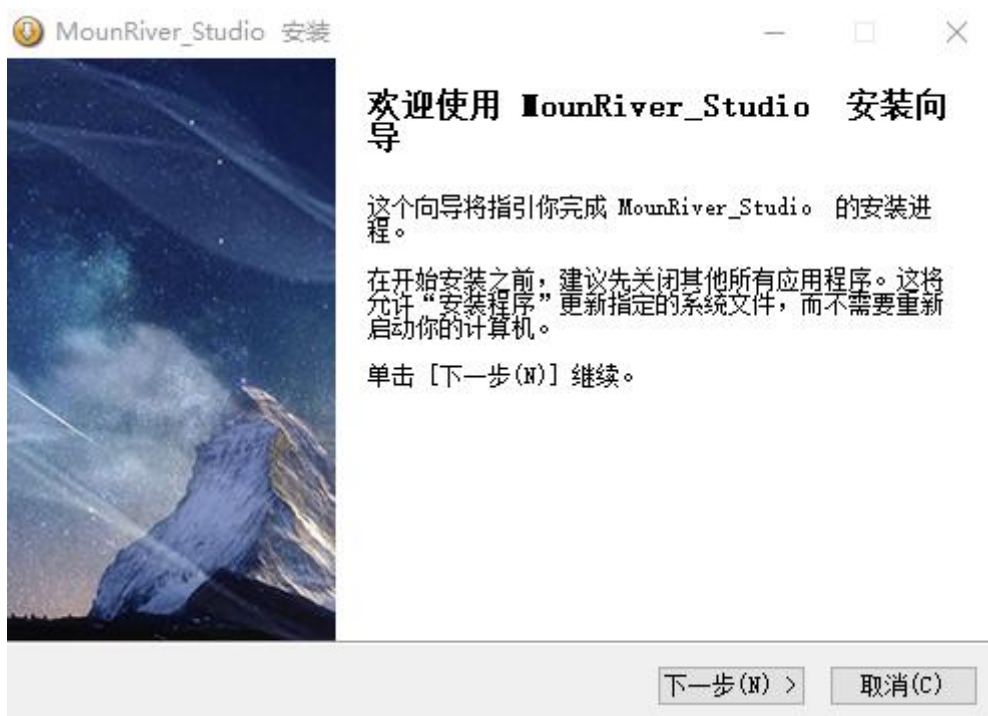 MounRiver_Studio 安装
欢迎使用 MounRiver_Studio 安装向
导
这个向导将指引你完成 MounRiver_Studio 的安装进
程。
在开始安装之前，建议先关闭其他所有应用程序。这将
允许“安装程序”更新指定的系统文件，而不需要重新
启动你的计算机。
单击 [下一步(N)] 继续。
下一步(N) >
取消(C)